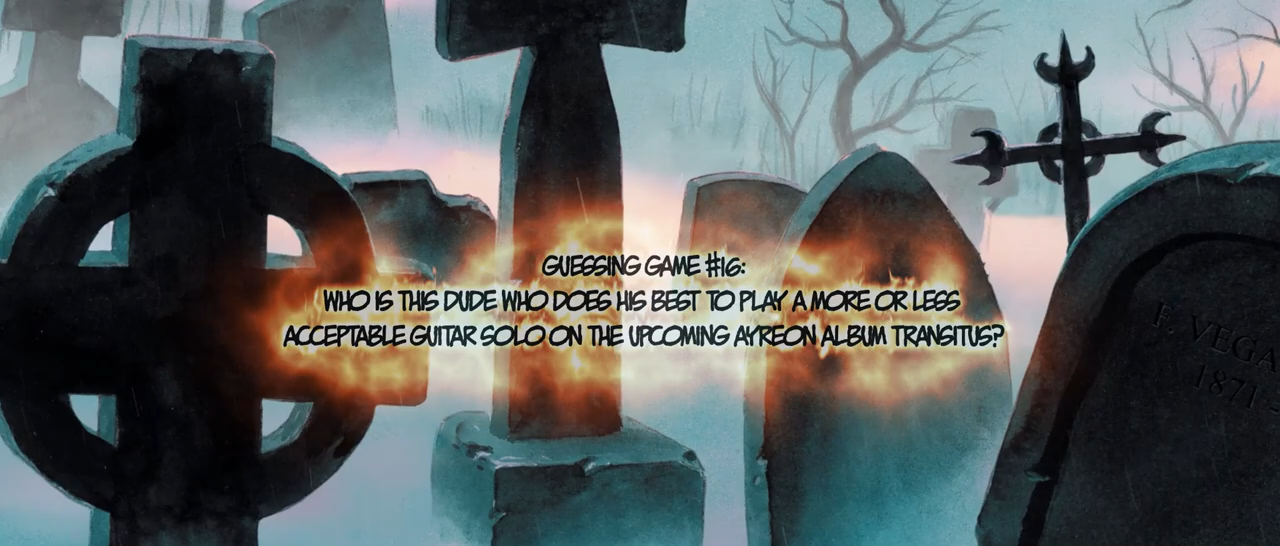 GUESSING GAME #16:
WHO IS THIS DUDE WHO DOES HIS BEST TO PLAY A MORE OR LESS
ACCEPTABLE GUITAR SOLO ON THE UPCOMING AYREON ALBUM TRANSITUS?
F. VEGA
1871 -